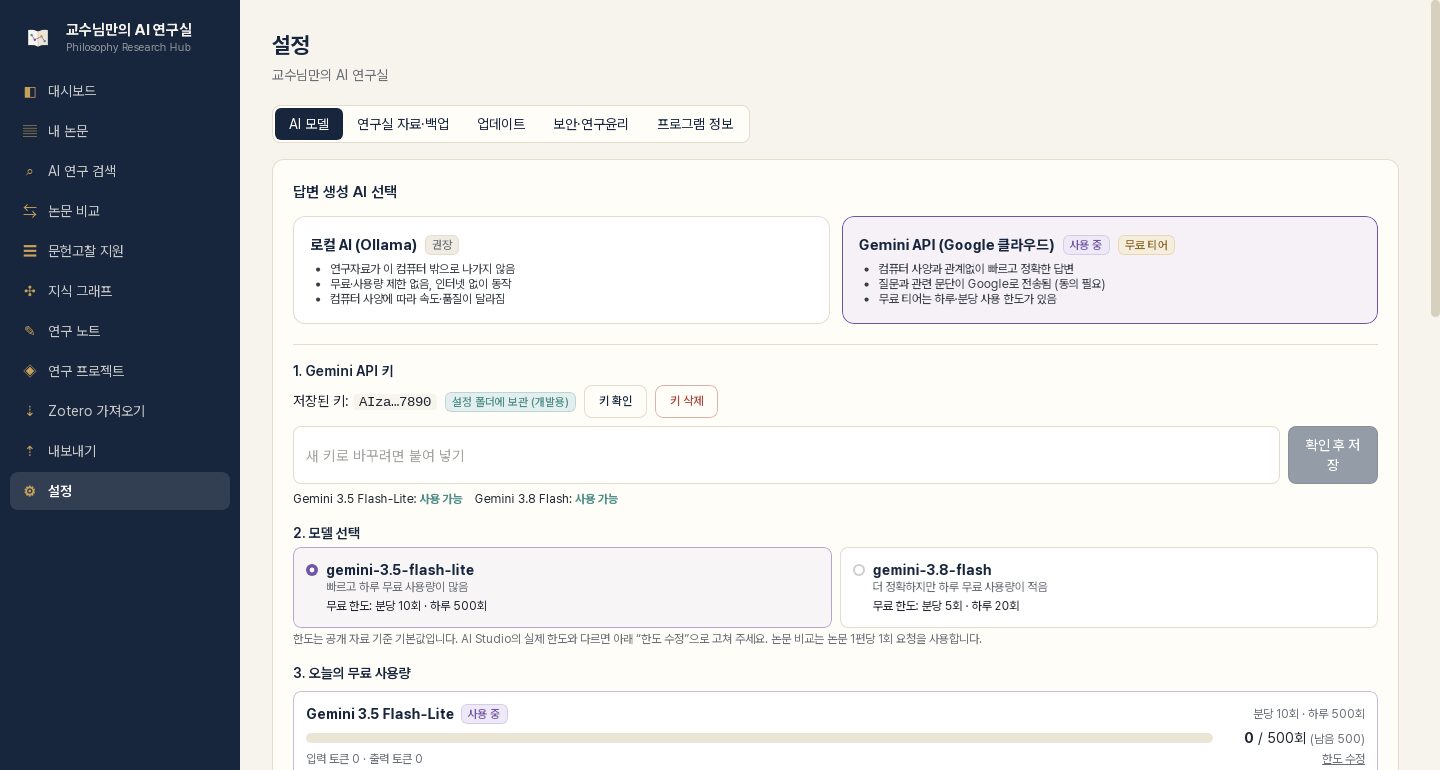 교수님만의 AI 연구실
Philosophy Research Hub
대시보드
내 논문
AI 연구 검색
논문 비교
문헌고찰 지원
지식 그래프
연구 노트
연구 프로젝트
Zotero 가져오기
내보내기
설정
설정
교수님만의 AI 연구실
AI 모델
연구실 자료·백업
업데이트
보안·연구윤리
프로그램 정보
답변 생성 AI 선택
로컬 AI (Ollama) 권장
• 연구자료가 이 컴퓨터 밖으로 나가지 않음
• 무료·사용량 제한 없음, 인터넷 없이 동작
• 컴퓨터 사양에 따라 속도·품질이 달라짐
Gemini API (Google 클라우드) 사용 중 무료 티어
• 컴퓨터 사양과 관계없이 빠르고 정확한 답변
• 질문과 관련 문단이 Google로 전송됨 (동의 필요)
• 무료 티어는 하루·분당 사용 한도가 있음
1. Gemini API 키
저장된 키: AIza…7890 설정 폴더에 보관 (개발용) 키 확인 키 삭제
새 키로 바꾸려면 붙여 넣기
확인 후 저
장
Gemini 3.5 Flash-Lite: 사용 가능 Gemini 3.8 Flash: 사용 가능
2. 모델 선택
gemini-3.5-flash-lite
빠르고 하루 무료 사용량이 많음
무료 한도: 분당 10회 · 하루 500회
gemini-3.8-flash
더 정확하지만 하루 무료 사용량이 적음
무료 한도: 분당 5회 · 하루 20회
한도는 공개 자료 기준 기본값입니다. AI Studio의 실제 한도와 다르면 아래 “한도 수정”으로 고쳐 주세요. 논문 비교는 논문 1편당 1회 요청을 사용합니다.
3. 오늘의 무료 사용량
Gemini 3.5 Flash-Lite 사용 중
분당 10회 · 하루 500회
0 / 500회 (남음 500)
입력 토큰 0 · 출력 토큰 0
한도 수정